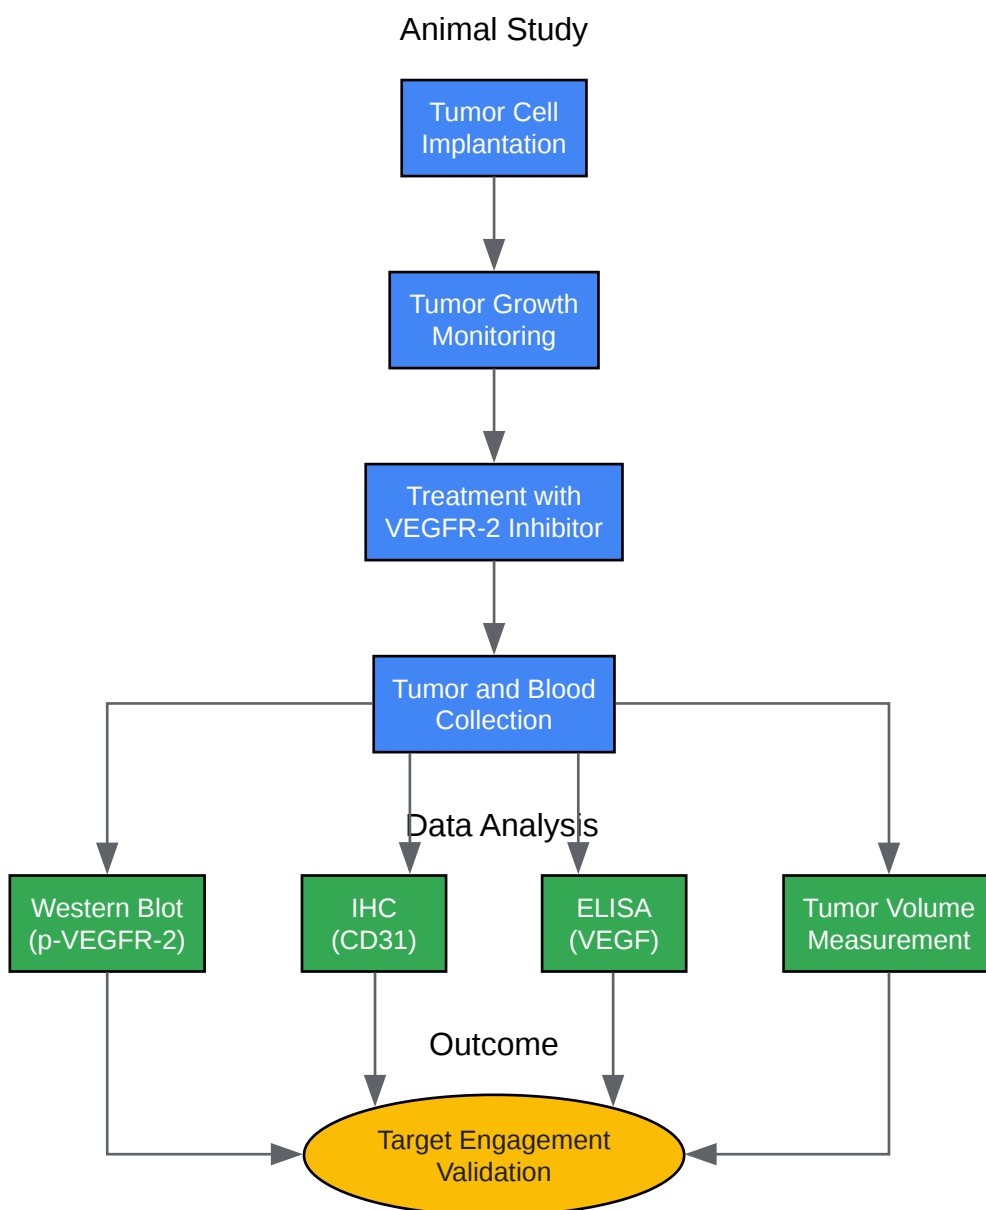 Animal Study
Tumor Cell
Implantation
Tumor Growth
Monitoring
Treatment with
VEGFR-2 Inhibitor
Tumor and Blood
Collection
Data Analysis
Western Blot
(p-VEGFR-2)
IHC
(CD31)
ELISA
(VEGF)
Tumor Volume
Measurement
Outcome
Target Engagement
Validation